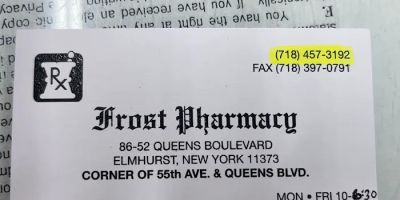 (718) 457-3192
FAX (718) 397-0791
Rx
Frost Pharmacy
86-52 QUEENS BOULEVARD
ELMHURST, NEW YORK 11373
CORNER OF 55th AVE. & QUEENS BLVD.
MON • FRI 10-6:30